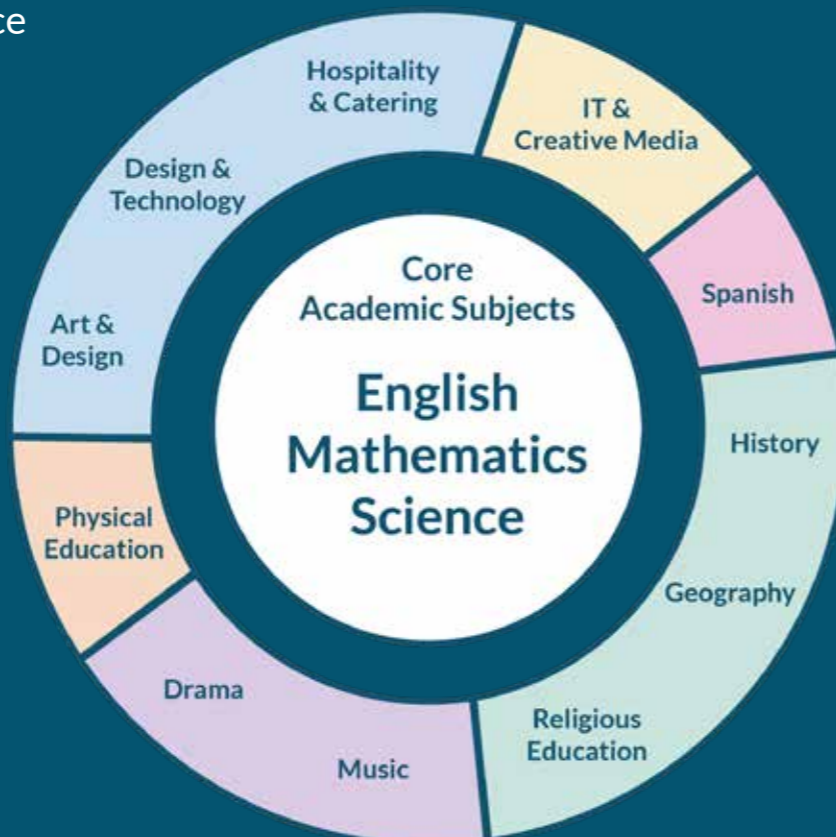 ce
Hospitality
& Catering
IT &
Creative Media
Design &
Technology
Spanish
Art &
Design
Core
Academic Subjects
English
Mathematics
Science
History
Physical
Education
Geography
Drama
Religious
Education
Music